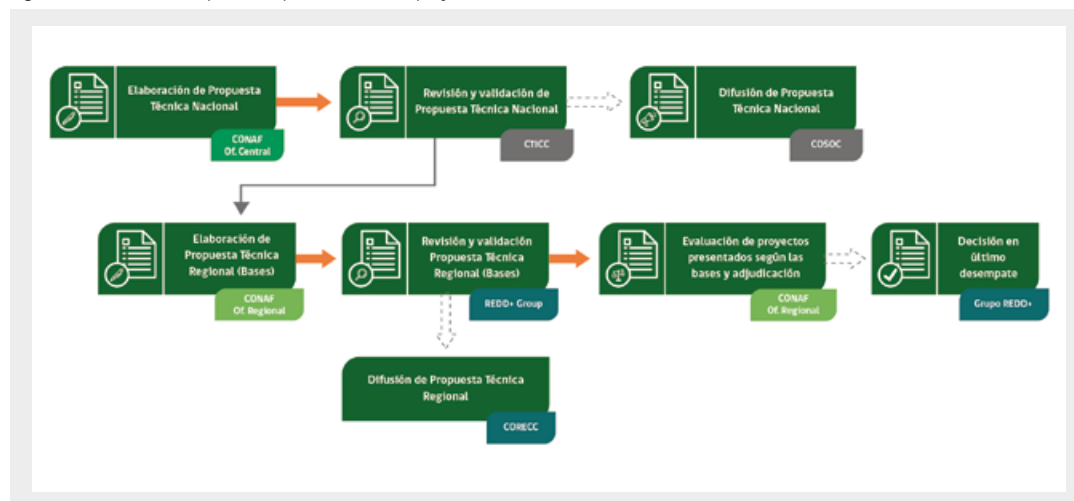 Elaboración de Propuesta
Técnica Nacional
CONAF
Of. Central
Revisión y validación de
Propuesta Técnica Nacional
CTICC
Difusión de Propuesta
Técnica Nacional
COSOC
Elaboración de
Propuesta Técnica
Regional (Bases)
CONAF
Of. Regional
Revisión y validación
Propuesta Técnica
Regional (Bases)
REDD+ Group
Evaluación de proyectos
presentados según las
bases y adjudicación
CONAF
Of. Regional
Decisión en
último
desempate
Grupo REDD+
Difusión de Propuesta Técnica
Regional
CORECC